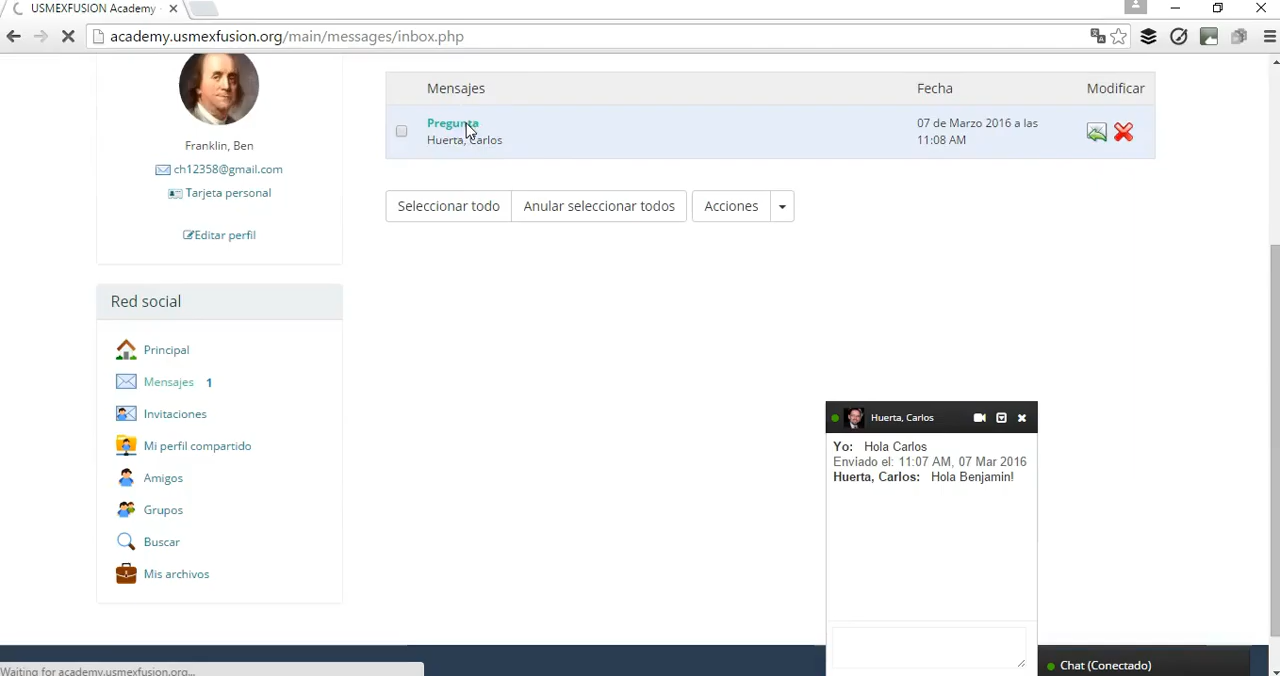 USMEXFUSION Academy
academy.usmexfusion.org/main/messages/inbox.php
Mensajes Fecha Modificar
Pregunta
Huerta, Carlos
07 de Marzo 2016 a las
11:08 AM
Franklin, Ben
ch12358@gmail.com
Tarjeta personal
Editar perfil
Seleccionar todo Anular seleccionar todos Acciones
Red social
Principal
Mensajes 1
Invitaciones
Mi perfil compartido
Amigos
Grupos
Buscar
Mis archivos
Huerta, Carlos
Yo: Hola Carlos
Enviado el: 11:07 AM, 07 Mar 2016
Huerta, Carlos: Hola Benjamin!
Chat (Conectado)
Waiting for academy.usmexfusion.org...